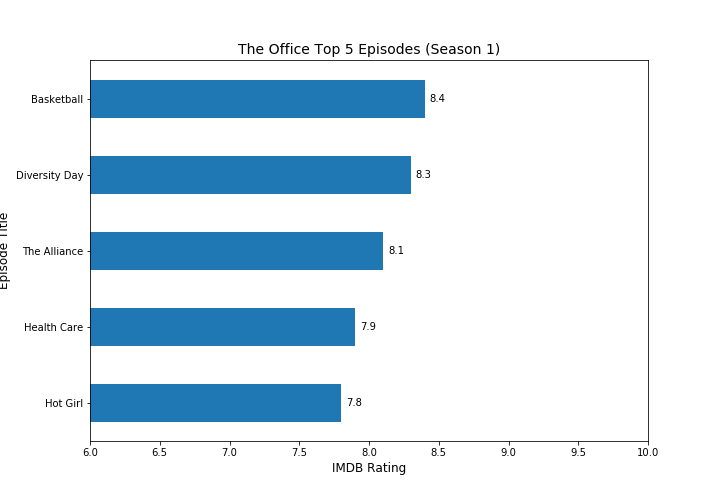 The Office Top 5 Episodes (Season 1)
Basketball
8.4
Diversity Day
8.3
The Alliance
8.1
Health Care
7.9
Hot Girl
7.8
Episode Title
6.0 6.5 7.0 7.5 8.0 8.5 9.0 9.5 10.0
IMDB Rating